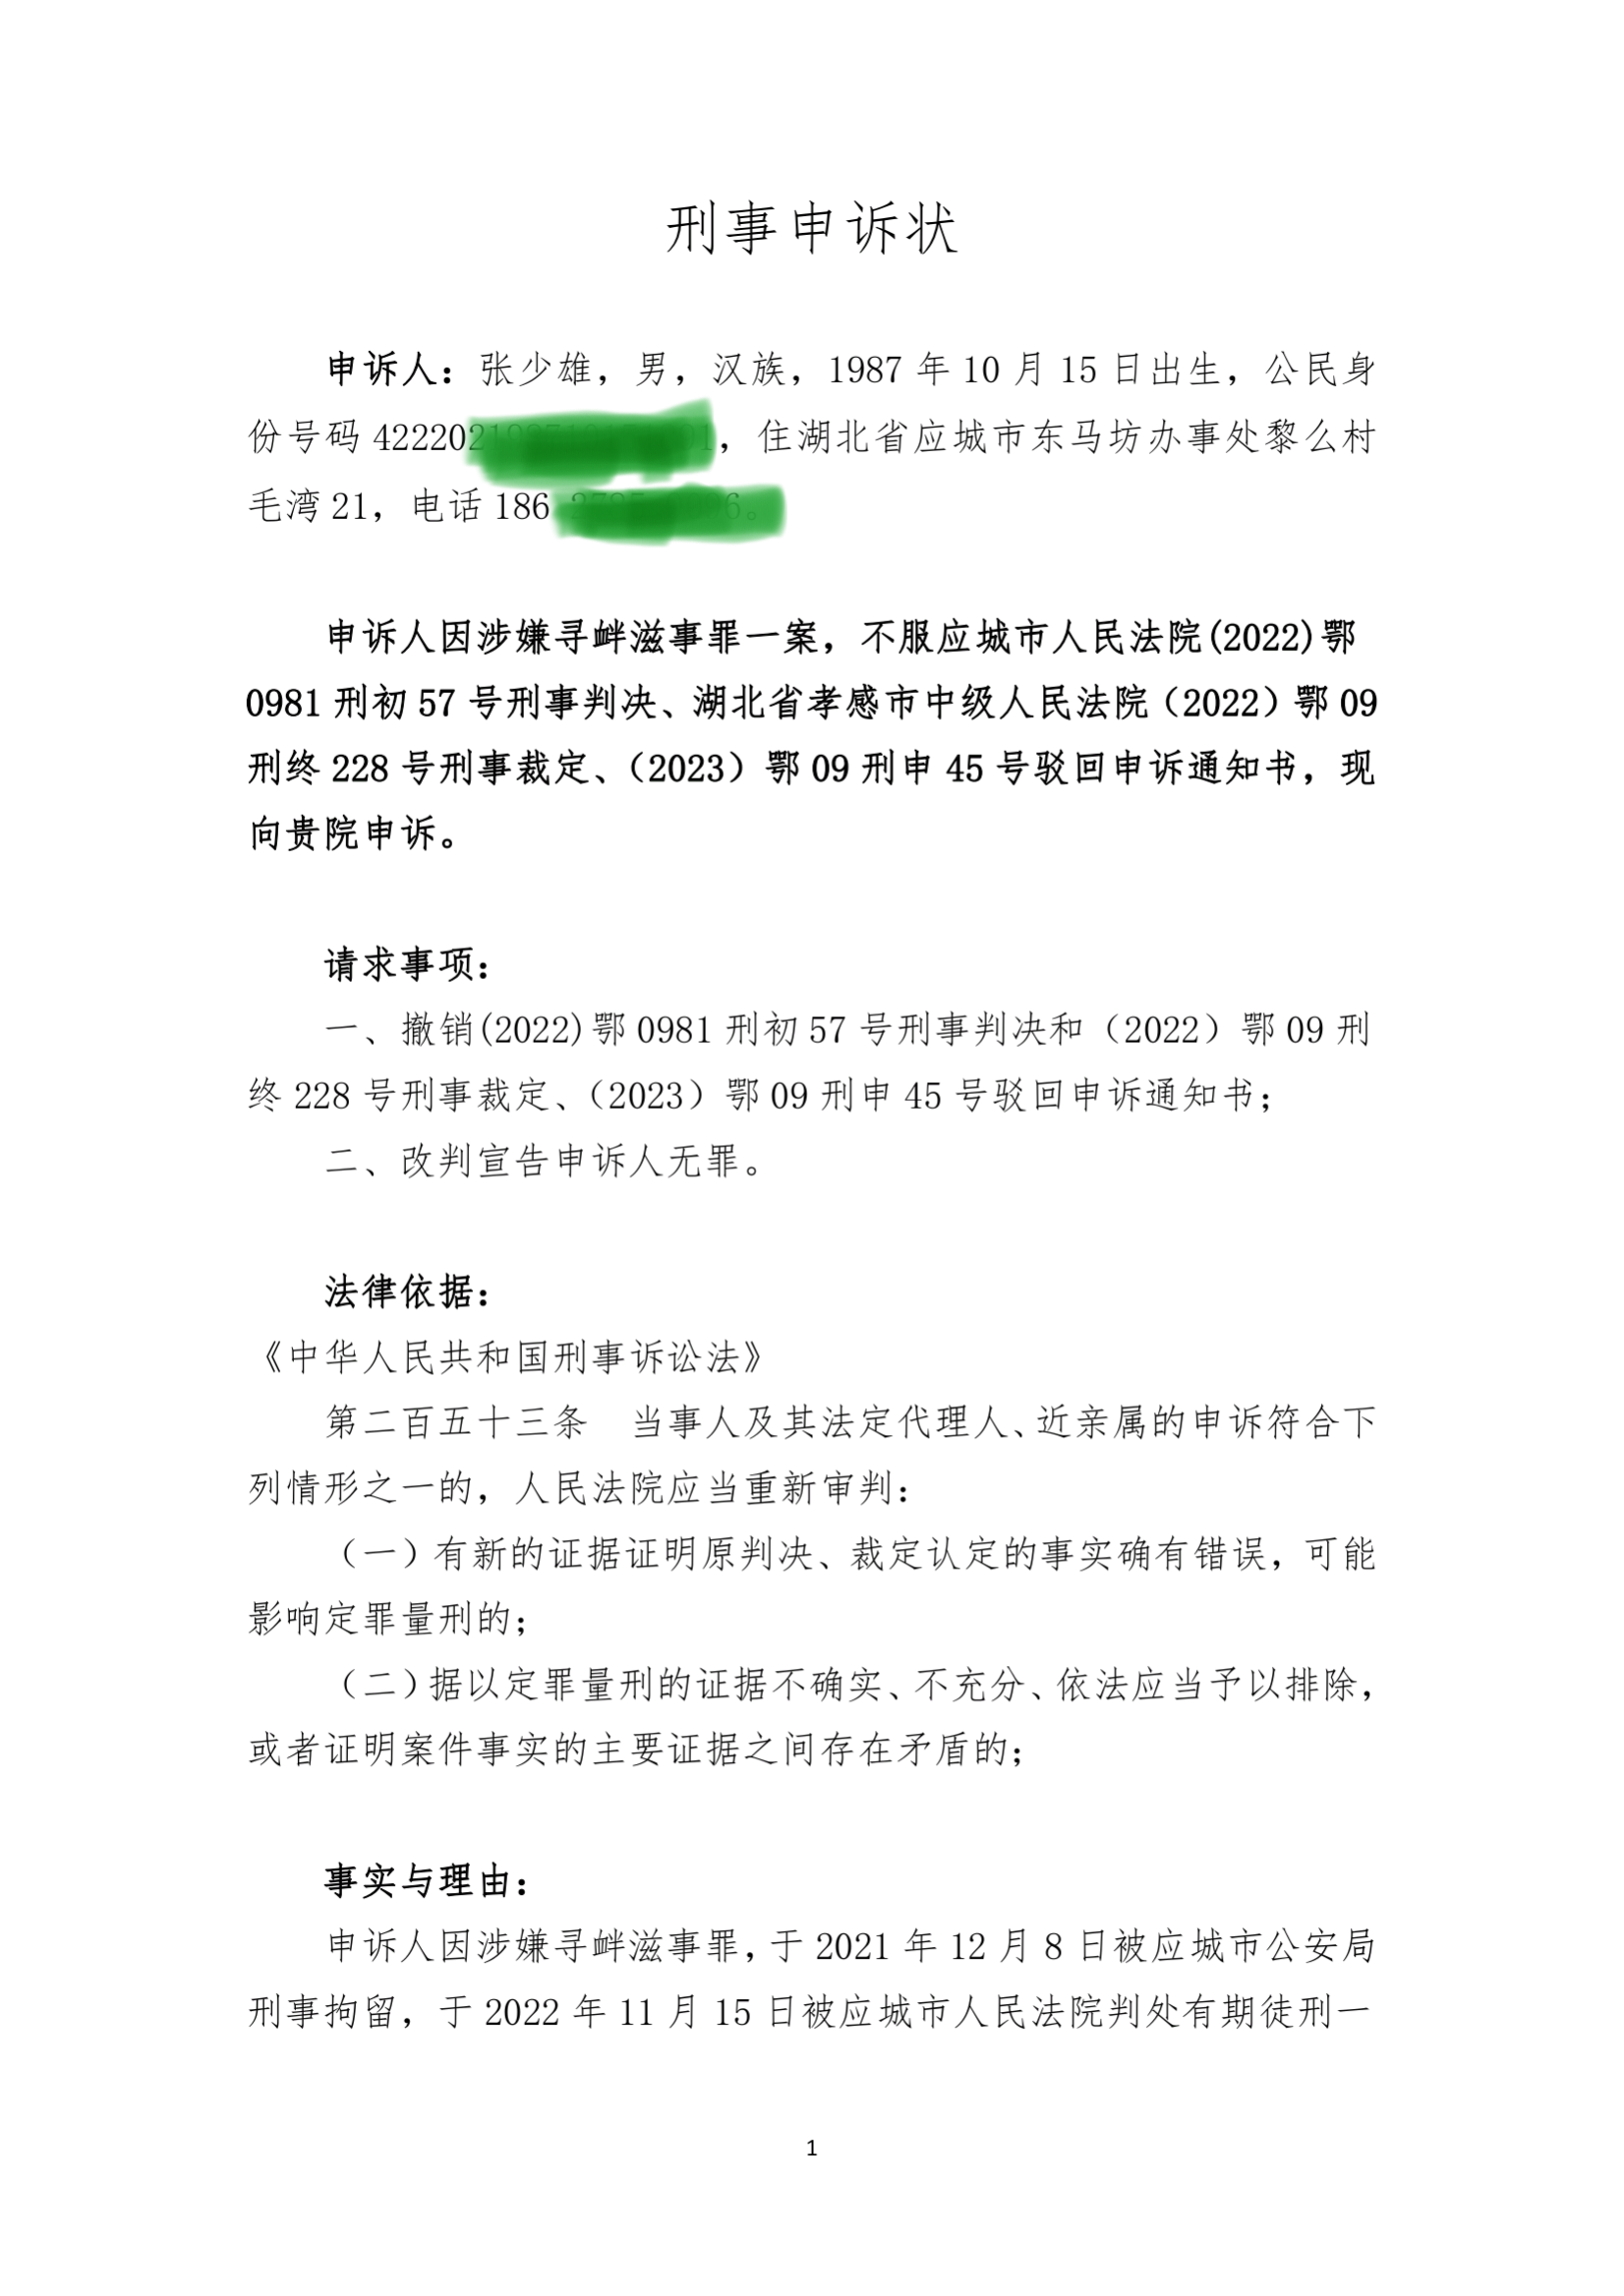 刑事申诉状
申诉人：张少雄，男，汉族，1987 年 10 月 15 日出生，公民身
份号码 422202，住湖北省应城市东马坊办事处黎么村
毛湾 21，电话 186
申诉人因涉嫌寻衅滋事罪一案，不服应城市人民法院(2022)鄂
0981 刑初 57 号刑事判决、湖北省孝感市中级人民法院（2022）鄂 09
刑终 228 号刑事裁定、（2023）鄂 09 刑申 45 号驳回申诉通知书，现
向贵院申诉。
请求事项：
一、撤销(2022)鄂 0981 刑初 57 号刑事判决和（2022）鄂 09 刑
终 228 号刑事裁定、（2023）鄂 09 刑申 45 号驳回申诉通知书；
二、改判宣告申诉人无罪。
法律依据：
《中华人民共和国刑事诉讼法》
第二百五十三条　当事人及其法定代理人、近亲属的申诉符合下
列情形之一的，人民法院应当重新审判：
（一）有新的证据证明原判决、裁定认定的事实确有错误，可能
影响定罪量刑的；
（二）据以定罪量刑的证据不确实、不充分、依法应当予以排除，
或者证明案件事实的主要证据之间存在矛盾的；
事实与理由：
申诉人因涉嫌寻衅滋事罪，于 2021 年 12 月 8 日被应城市公安局
刑事拘留，于 2022 年 11 月 15 日被应城市人民法院判处有期徒刑一
1